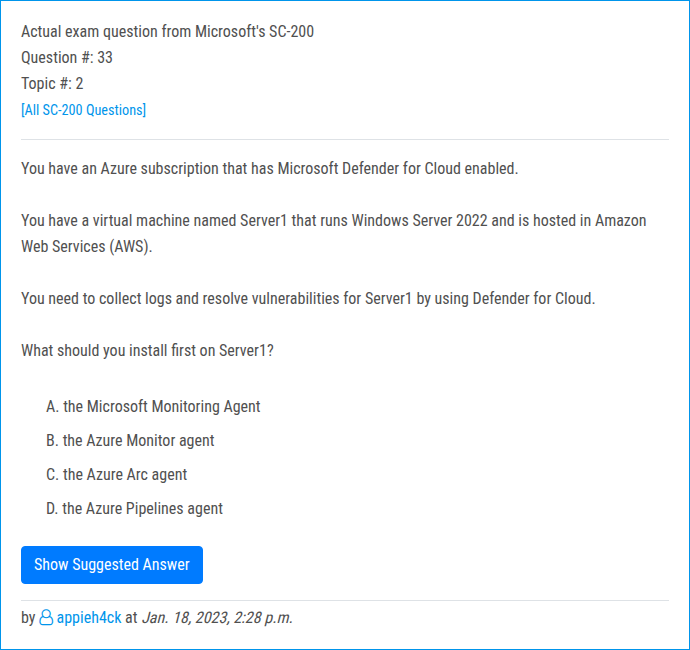 Actual exam question from Microsoft's SC-200
Question #: 33
Topic #: 2
[All SC-200 Questions]
You have an Azure subscription that has Microsoft Defender for Cloud enabled.
You have a virtual machine named Server1 that runs Windows Server 2022 and is hosted in Amazon
Web Services (AWS).
You need to collect logs and resolve vulnerabilities for Server1 by using Defender for Cloud.
What should you install first on Server1?
A. the Microsoft Monitoring Agent
B. the Azure Monitor agent
C. the Azure Arc agent
D. the Azure Pipelines agent
Show Suggested Answer
by appieh4ck at Jan. 18, 2023, 2:28 p.m.